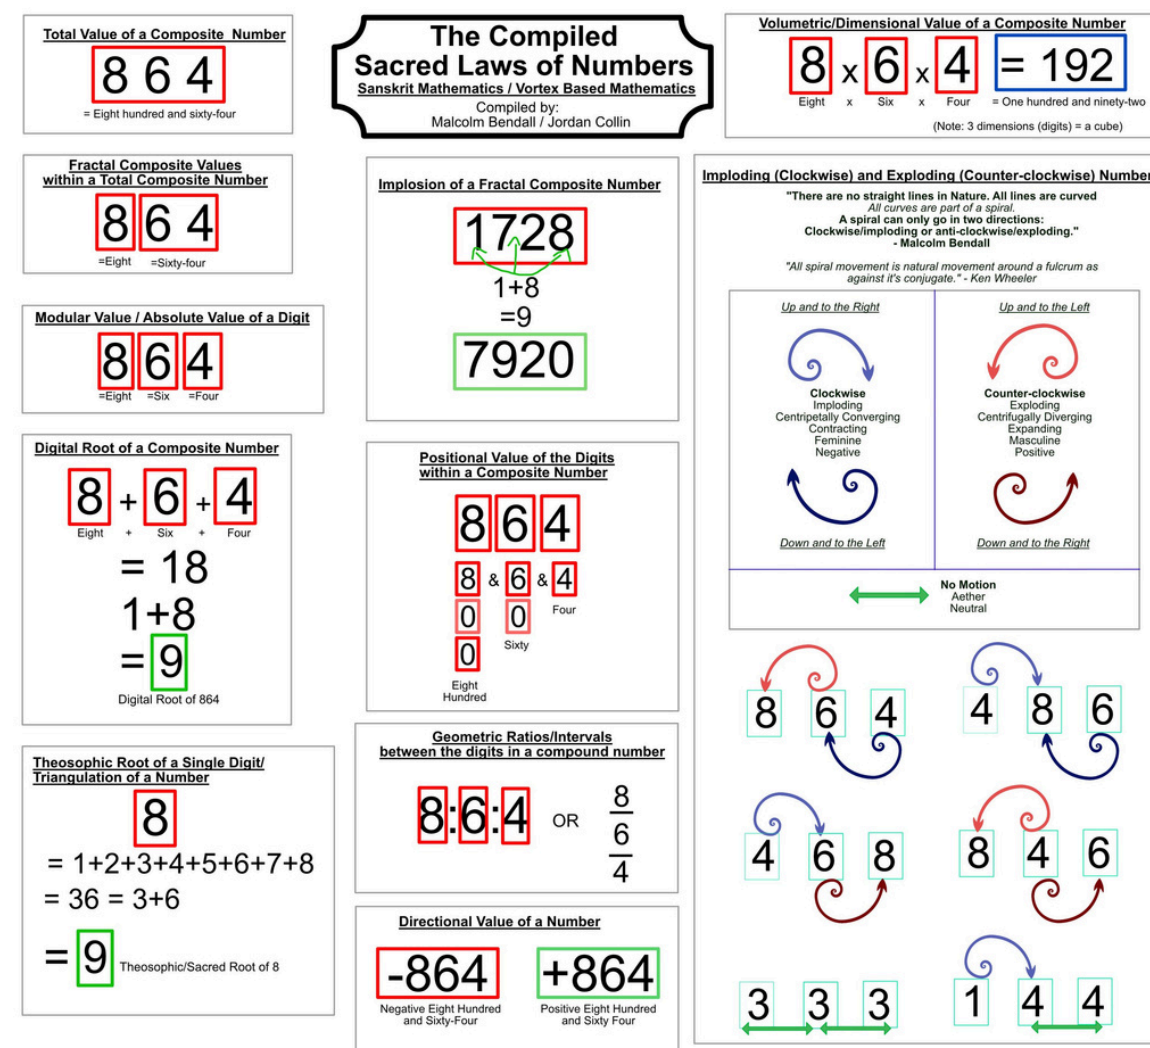 Total Value of a Composite Number
8 6 4
= Eight hundred and sixty-four
The Compiled
Sacred Laws of Numbers
Sanskrit Mathematics / Vortex Based Mathematics
Compiled by:
Malcolm Bendall / Jordan Collin
Volumetric/Dimensional Value of a Composite Number
8 x 6 x 4 = 192
Eight x Six x Four = One hundred and ninety-two
(Note: 3 dimensions (digits) = a cube)
Fractal Composite Values
within a Total Composite Number
8 6 4
=Eight =Sixty-four
Modular Value / Absolute Value of a Digit
8 6 4
=Eight =Six =Four
Digital Root of a Composite Number
8 + 6 + 4
Eight + Six + Four
= 18
1+8
= 9
Digital Root of 864
Theosophic Root of a Single Digit/
Triangulation of a Number
8
= 1+2+3+4+5+6+7+8
= 36 = 3+6
= 9 Theosophic/Sacred Root of 8
Implosion of a Fractal Composite Number
1728
1+8
=9
7920
Positional Value of the Digits
within a Composite Number
8 6 4
8 & 6 & 4
0 0 Four
0 Sixty
Eight
Hundred
Geometric Ratios/Intervals
between the digits in a compound number
8:6:4 OR 8
6
4
Directional Value of a Number
-864 +864
Negative Eight Hundred
and Sixty-Four
Positive Eight Hundred
and Sixty Four
Imploding (Clockwise) and Exploding (Counter-clockwise) Number
"There are no straight lines in Nature. All lines are curved
All curves are part of a spiral.
A spiral can only go in two directions:
Clockwise/imploding or anti-clockwise/exploding."
- Malcolm Bendall
"All spiral movement is natural movement around a fulcrum as
against it's conjugate." - Ken Wheeler
Up and to the Right
Clockwise
Imploding
Centripetally Converging
Contracting
Feminine
Negative
Down and to the Left
Up and to the Left
Counter-clockwise
Exploding
Centrifugally Diverging
Expanding
Masculine
Positive
Down and to the Right
No Motion
Aether
Neutral
8 6 4
4 8 6
4 6 8
8 4 6
3 3 3
1 4 4